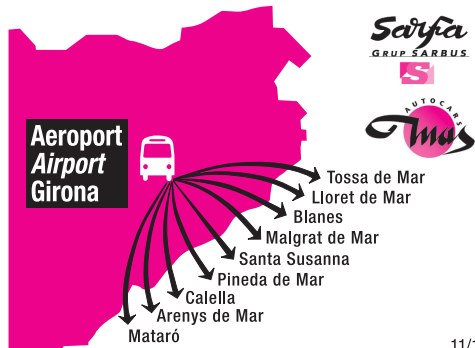 Sarfa
GRUP SARBUS
S
AUTOCARS
mas
Aeroport
Airport
Girona
Tossa de Mar
Lloret de Mar
Blanes
Malgrat de Mar
Santa Susanna
Pineda de Mar
Calella
Arenys de Mar
Mataró